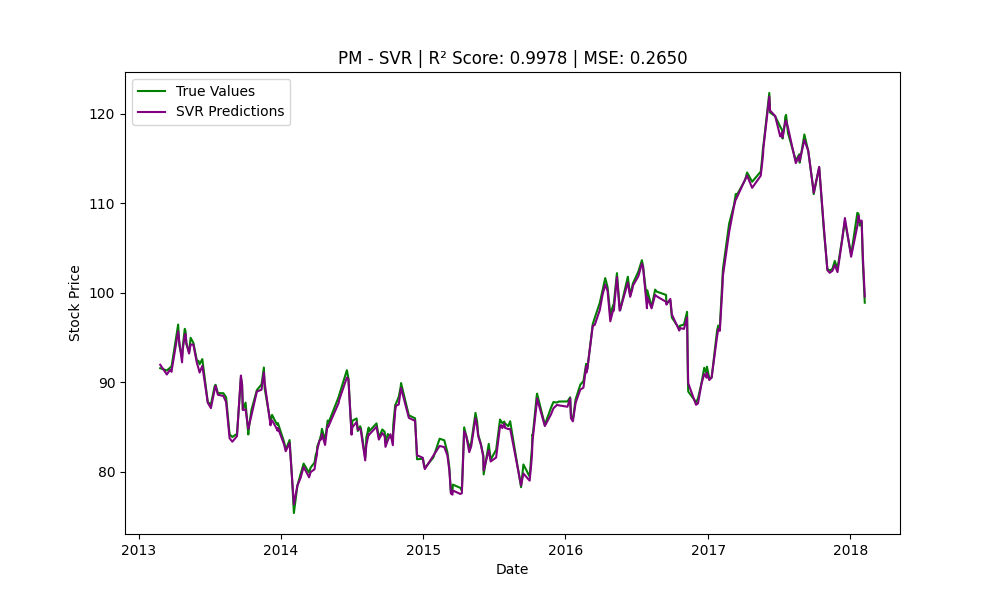 PM - SVR | R² Score: 0.9978 | MSE: 0.2650
True Values
SVR Predictions
120
110
100
90
80
Stock Price
2013 2014 2015 2016 2017 2018
Date